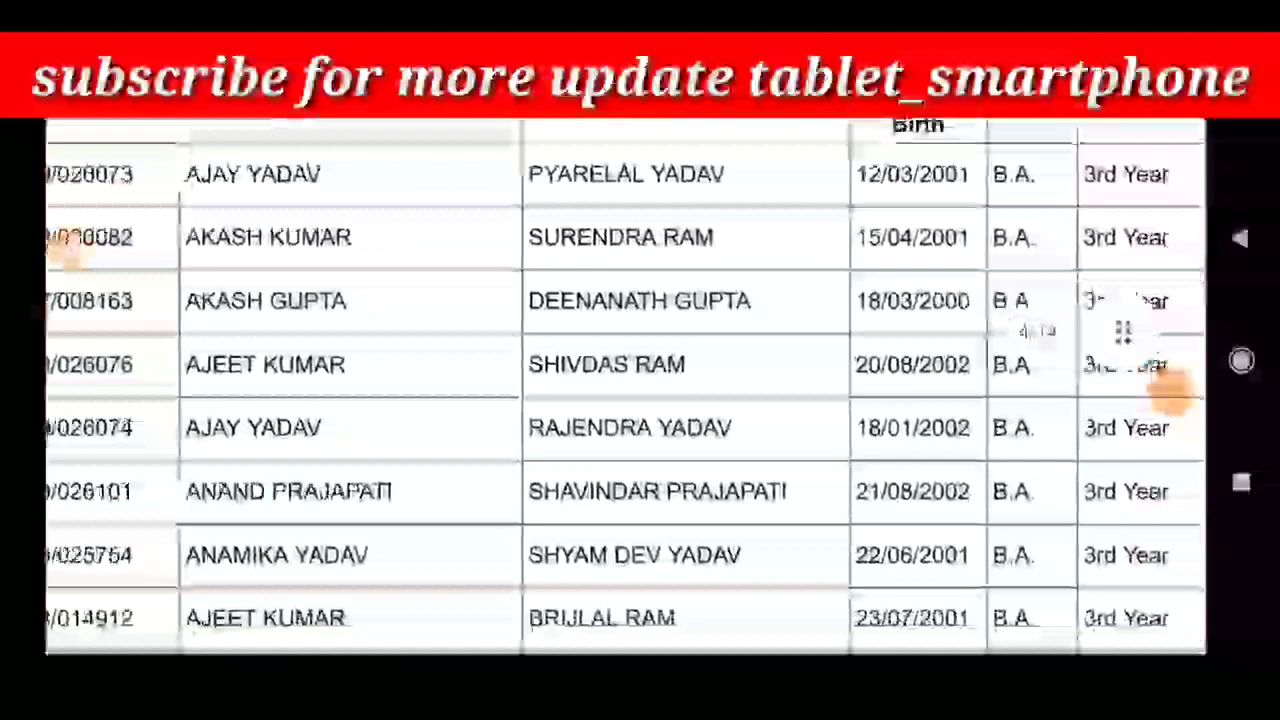 subscribe for more update tablet_smartphone
Birth
/026073 AJAY YADAV PYARELAL YADAV 12/03/2001 B.A. 3rd Year
AKASH KUMAR SURENDRA RAM 15/04/2001 B.A. 3rd Year
/008163 AKASH GUPTA DEENANATH GUPTA 18/03/2000 B A
/026076 AJEET KUMAR SHIVDAS RAM 20/08/2002 B.A
/026074 AJAY YADAV RAJENDRA YADAV 18/01/2002 B.A. 3rd Year
/026101 ANAND PRAJAPATI SHAVINDAR PRAJAPATI 21/08/2002 B.A. 3rd Year
/025754 ANAMIKA YADAV SHYAM DEV YADAV 22/06/2001 B.A. 3rd Year
/014912 AJEET KUMAR BRIJLAL RAM 23/07/2001 B.A. 3rd Year